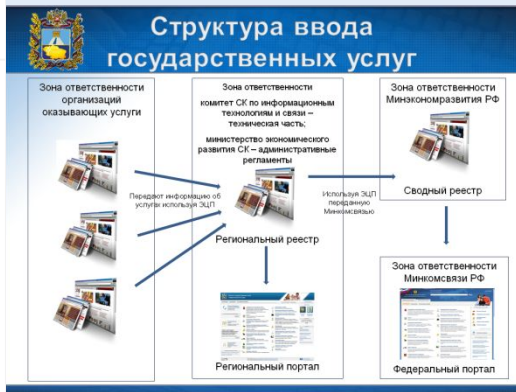 Структура ввода
государственных услуг
Зона ответственности
организаций
оказывающих услуги
Передают информацию об
услугы используя ЭЦП
Зона ответственности
комитет СК по информационным
технологиям и связи –
техническая часть;
министерство экономического
развития СК – административные
регламенты
Региональный реестр
Региональный портал
Используя ЭЦП
переданную
Минкомсвязью
Зона ответственности
Минэкономразвития РФ
Сводный реестр
Зона ответственности
Минкомсвязи РФ
Федеральный портал